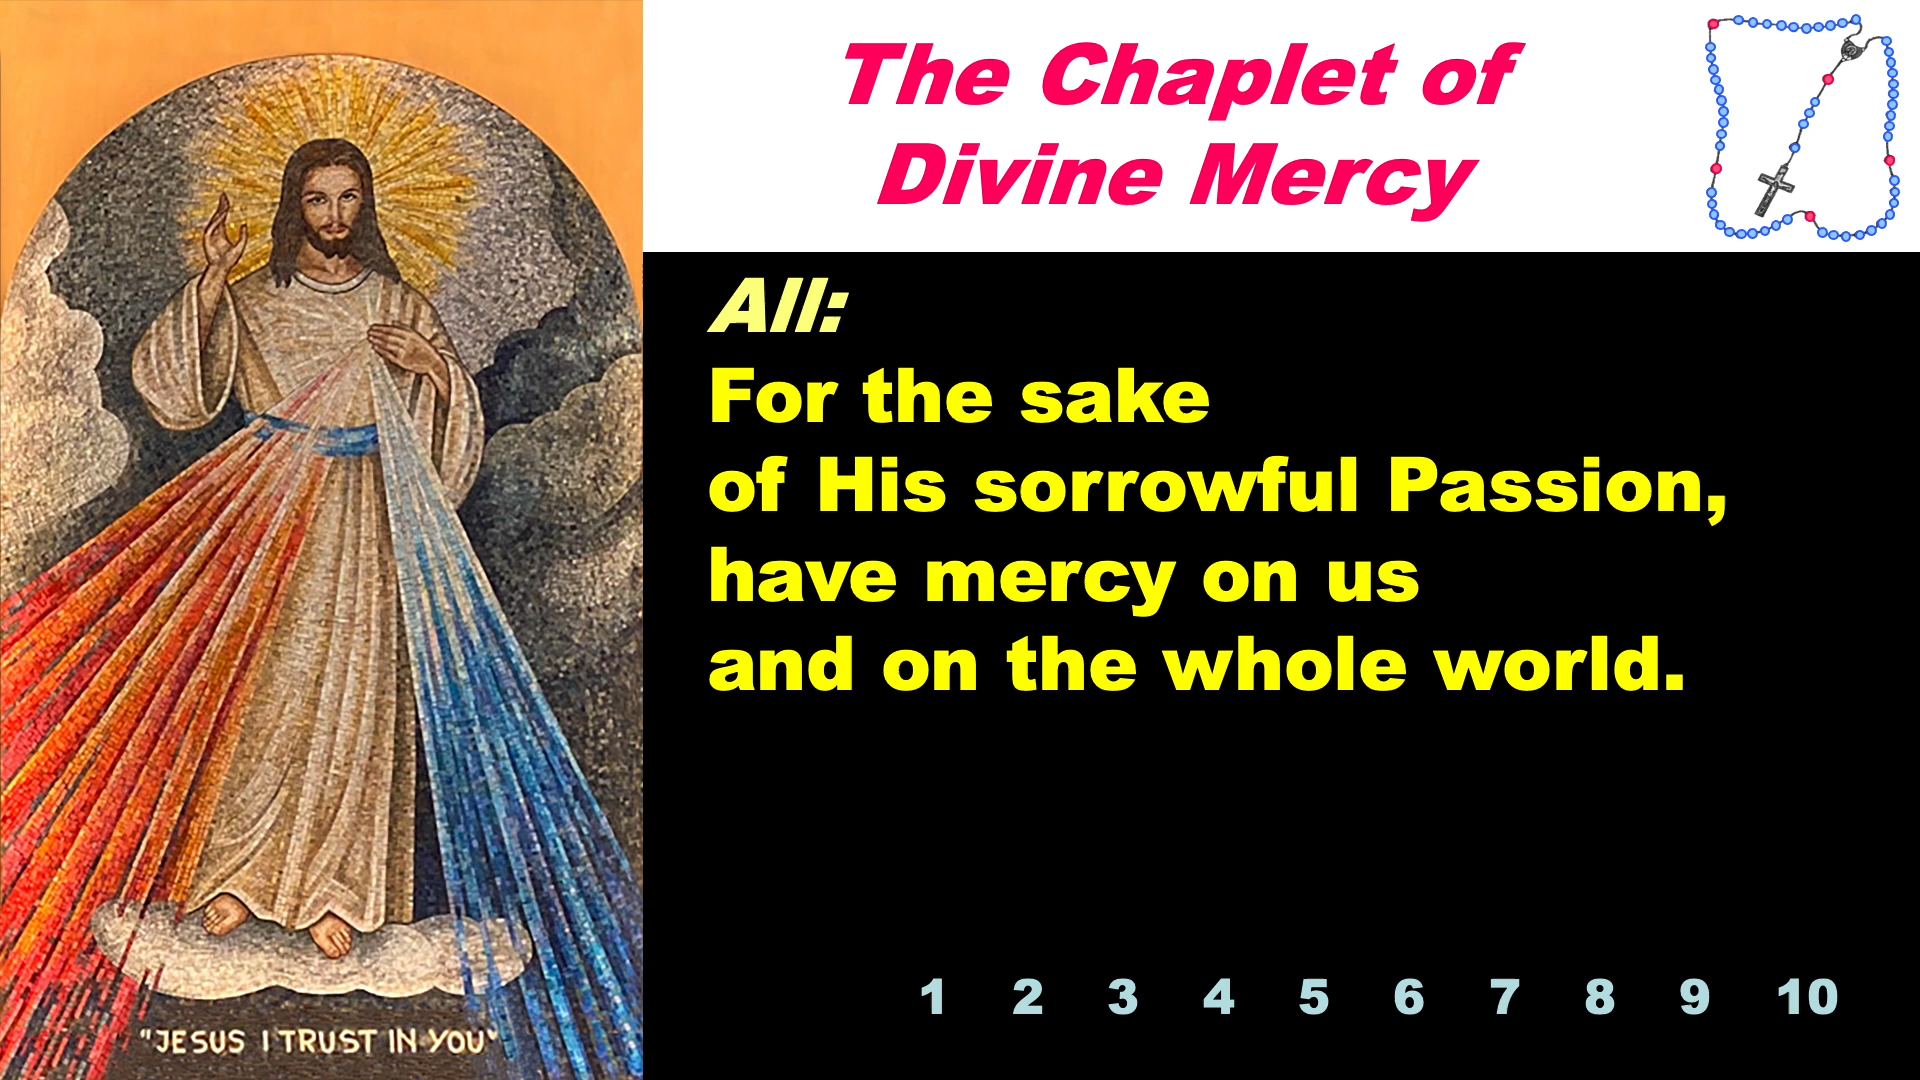 The Chaplet of
Divine Mercy
All:
For the sake
of His sorrowful Passion,
have mercy on us
and on the whole world.
1 2 3 4 5 6 7 8 9 10
"JESUS I TRUST IN YOU"